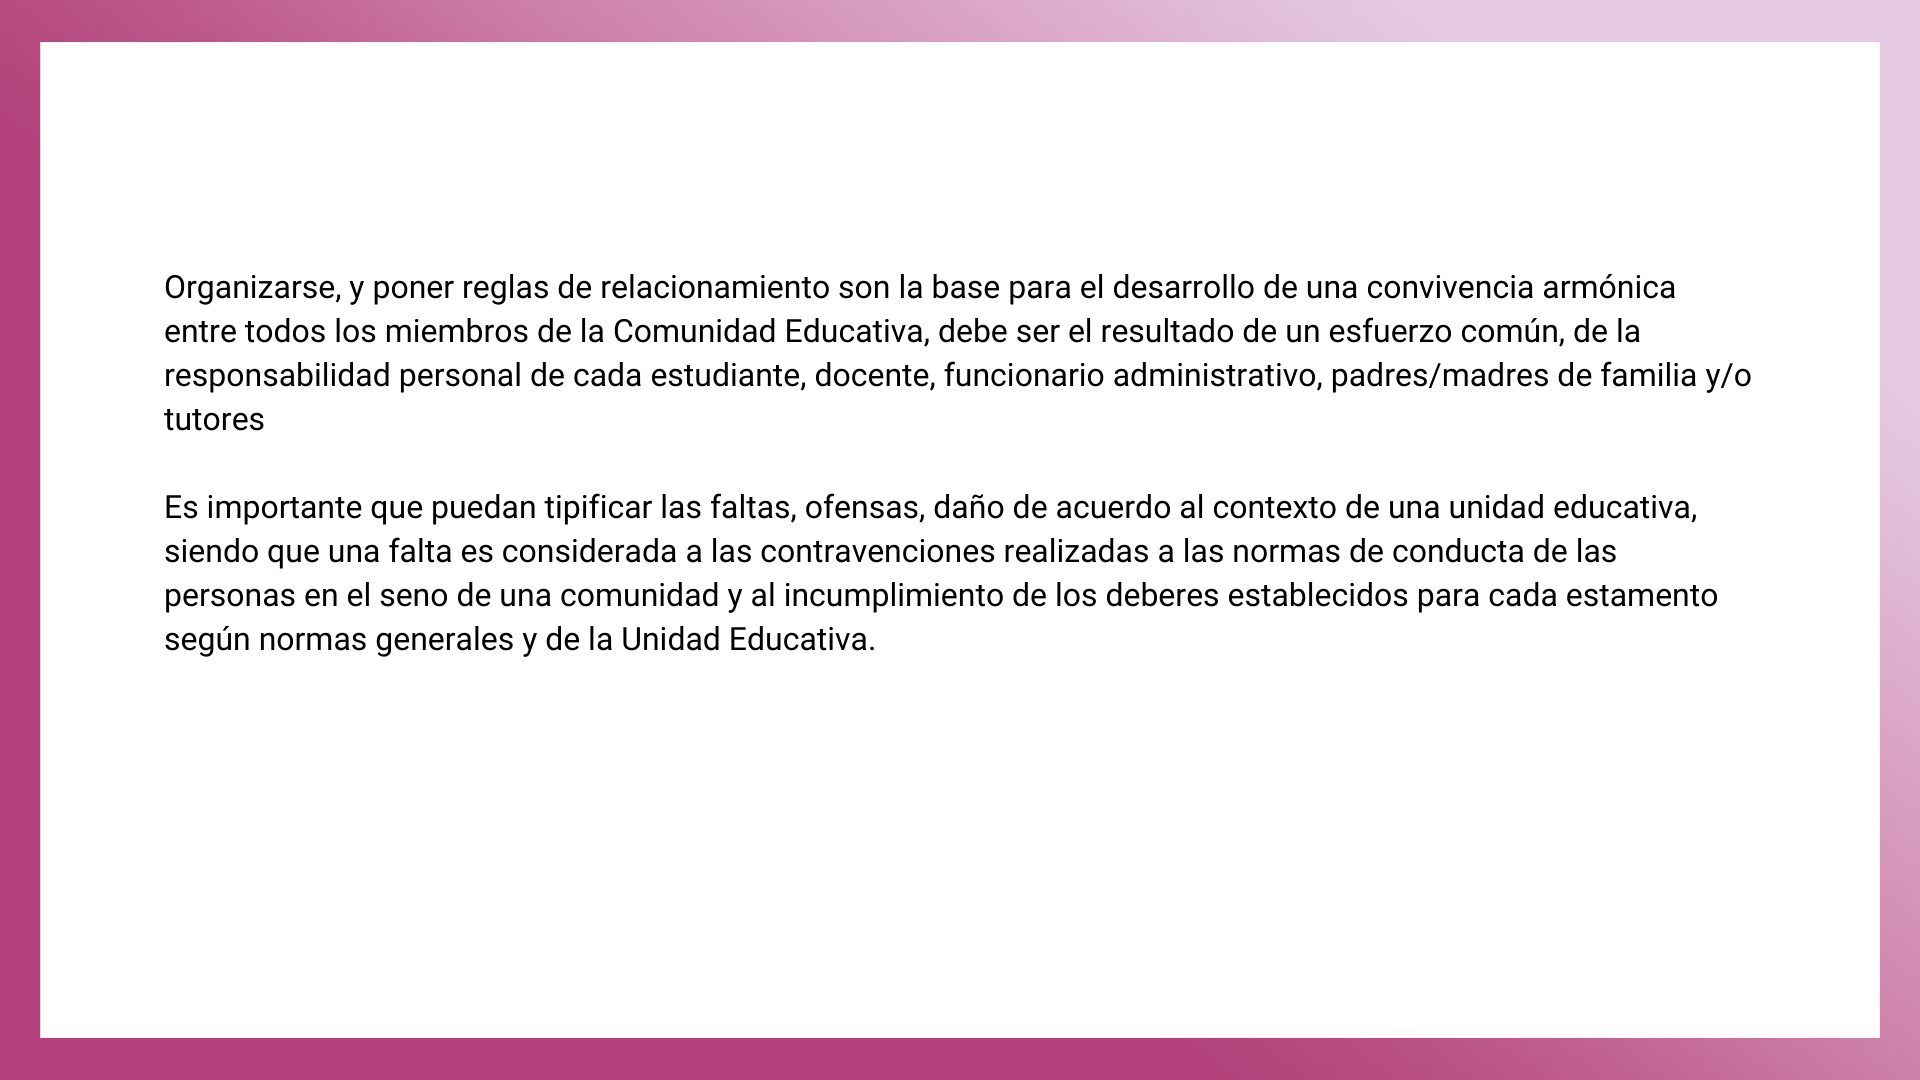 Organizarse, y poner reglas de relacionamiento son la base para el desarrollo de una convivencia armónica
entre todos los miembros de la Comunidad Educativa, debe ser el resultado de un esfuerzo común, de la
responsabilidad personal de cada estudiante, docente, funcionario administrativo, padres/madres de familia y/o
tutores
Es importante que puedan tipificar las faltas, ofensas, daño de acuerdo al contexto de una unidad educativa,
siendo que una falta es considerada a las contravenciones realizadas a las normas de conducta de las
personas en el seno de una comunidad y al incumplimiento de los deberes establecidos para cada estamento
según normas generales y de la Unidad Educativa.